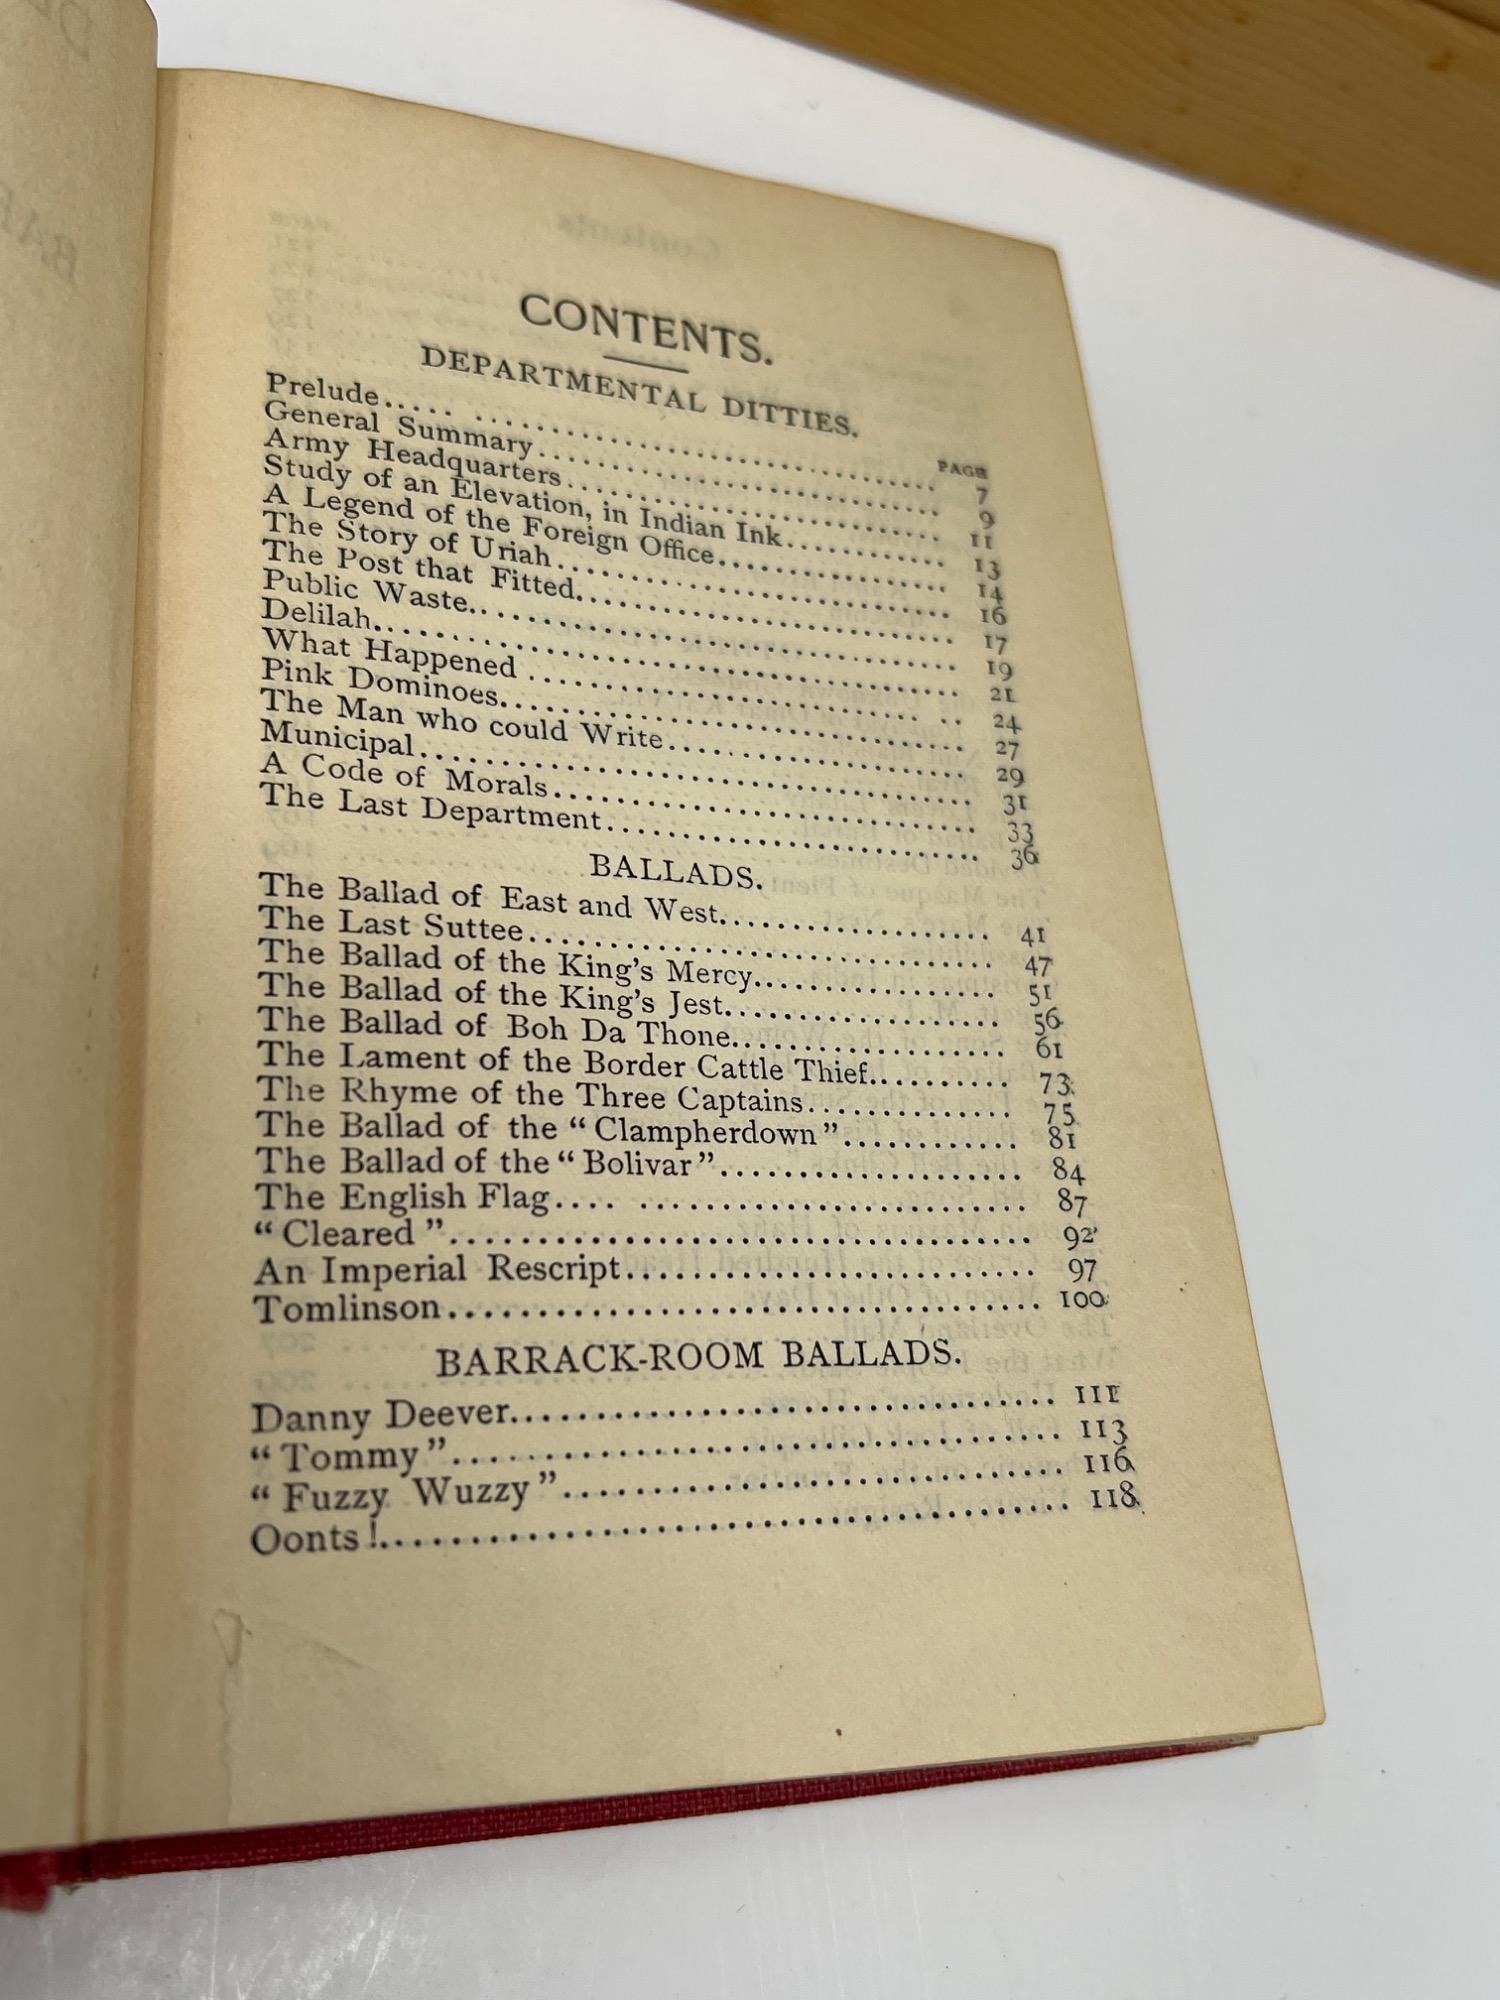 CONTENTS.
DEPARTMENTAL DITTIES.
PAGE
Prelude..... ............................... 7
General Summary............................ 9
Army Headquarters.......................... 11
Study of an Elevation, in Indian Ink............ 13
A Legend of the Foreign Office................. 14
The Story of Uriah............................ 16
The Post that Fitted........................... 17
Public Waste................................. 19
Delilah....................................... 21
What Happened ........................... .. 24
Pink Dominoes............................... 27
The Man who could Write.................... 29
Municipal.................................... 31
A Code of Morals............................ 33
The Last Department......................... 36
BALLADS.
The Ballad of East and West.................. 41
The Last Suttee.............................. 47
The Ballad of the King's Mercy................ 51
The Ballad of the King's Jest.................. 56
The Ballad of Boh Da Thone.................. 61
The Lament of the Border Cattle Thief.......... 73
The Rhyme of the Three Captains.............. 75
The Ballad of the “Clampherdown”............ 81
The Ballad of the “Bolivar”.................... 84
The English Flag.... ........................ 87
“Cleared”................................... 92
An Imperial Rescript......................... 97
Tomlinson................................... 100
BARRACK-ROOM BALLADS.
Danny Deever................................ 111
“Tommy”................................... 113
“Fuzzy Wuzzy”............................. 116
Oonts!...................................... 118